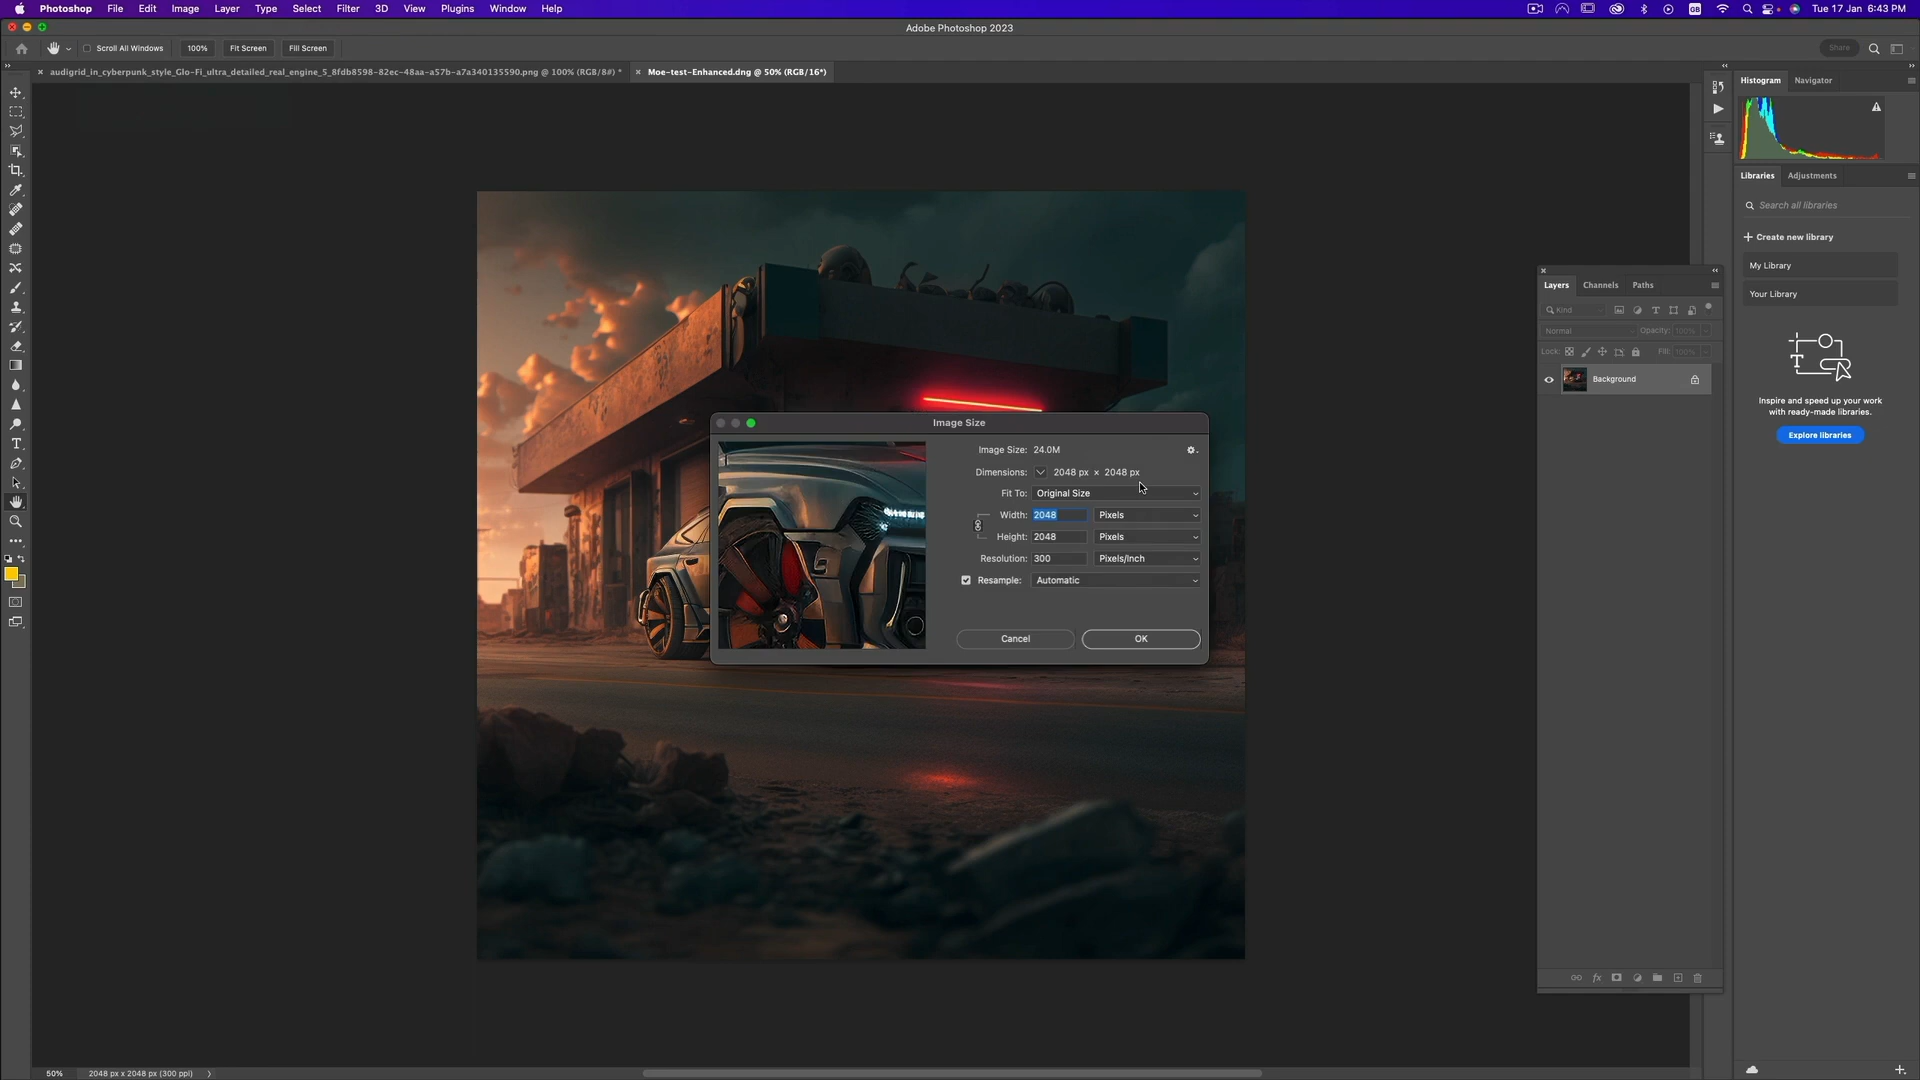 Photoshop File Edit Image Layer Type Select Filter 3D View Plugins Window Help
GB
Tue 17 Jan 6:43 PM
Adobe Photoshop 2023
Scroll All Windows 100% Fit Screen Fill Screen
Share
audigrid_in_cyberpunk_style_Glo-Fi_ultra_detailed_real_engine_5_8fdb8598-82ec-48aa-a57b-a7a340135590.png @ 100% (RGB/8#) *
Moe-test-Enhanced.dng @ 50% (RGB/16*)
Histogram Navigator
Libraries Adjustments
Search all libraries
Create new library
My Library
Your Library
Inspire and speed up your work
with ready-made libraries.
Explore libraries
Layers Channels Paths
Kind
Normal Opacity: 100%
Lock: Fill: 100%
Background
Image Size
Image Size: 24.0M
Dimensions: 2048 px × 2048 px
Fit To: Original Size
Width: 2048 Pixels
Height: 2048 Pixels
Resolution: 300 Pixels/Inch
Resample: Automatic
Cancel OK
50% 2048 px x 2048 px (300 ppi)